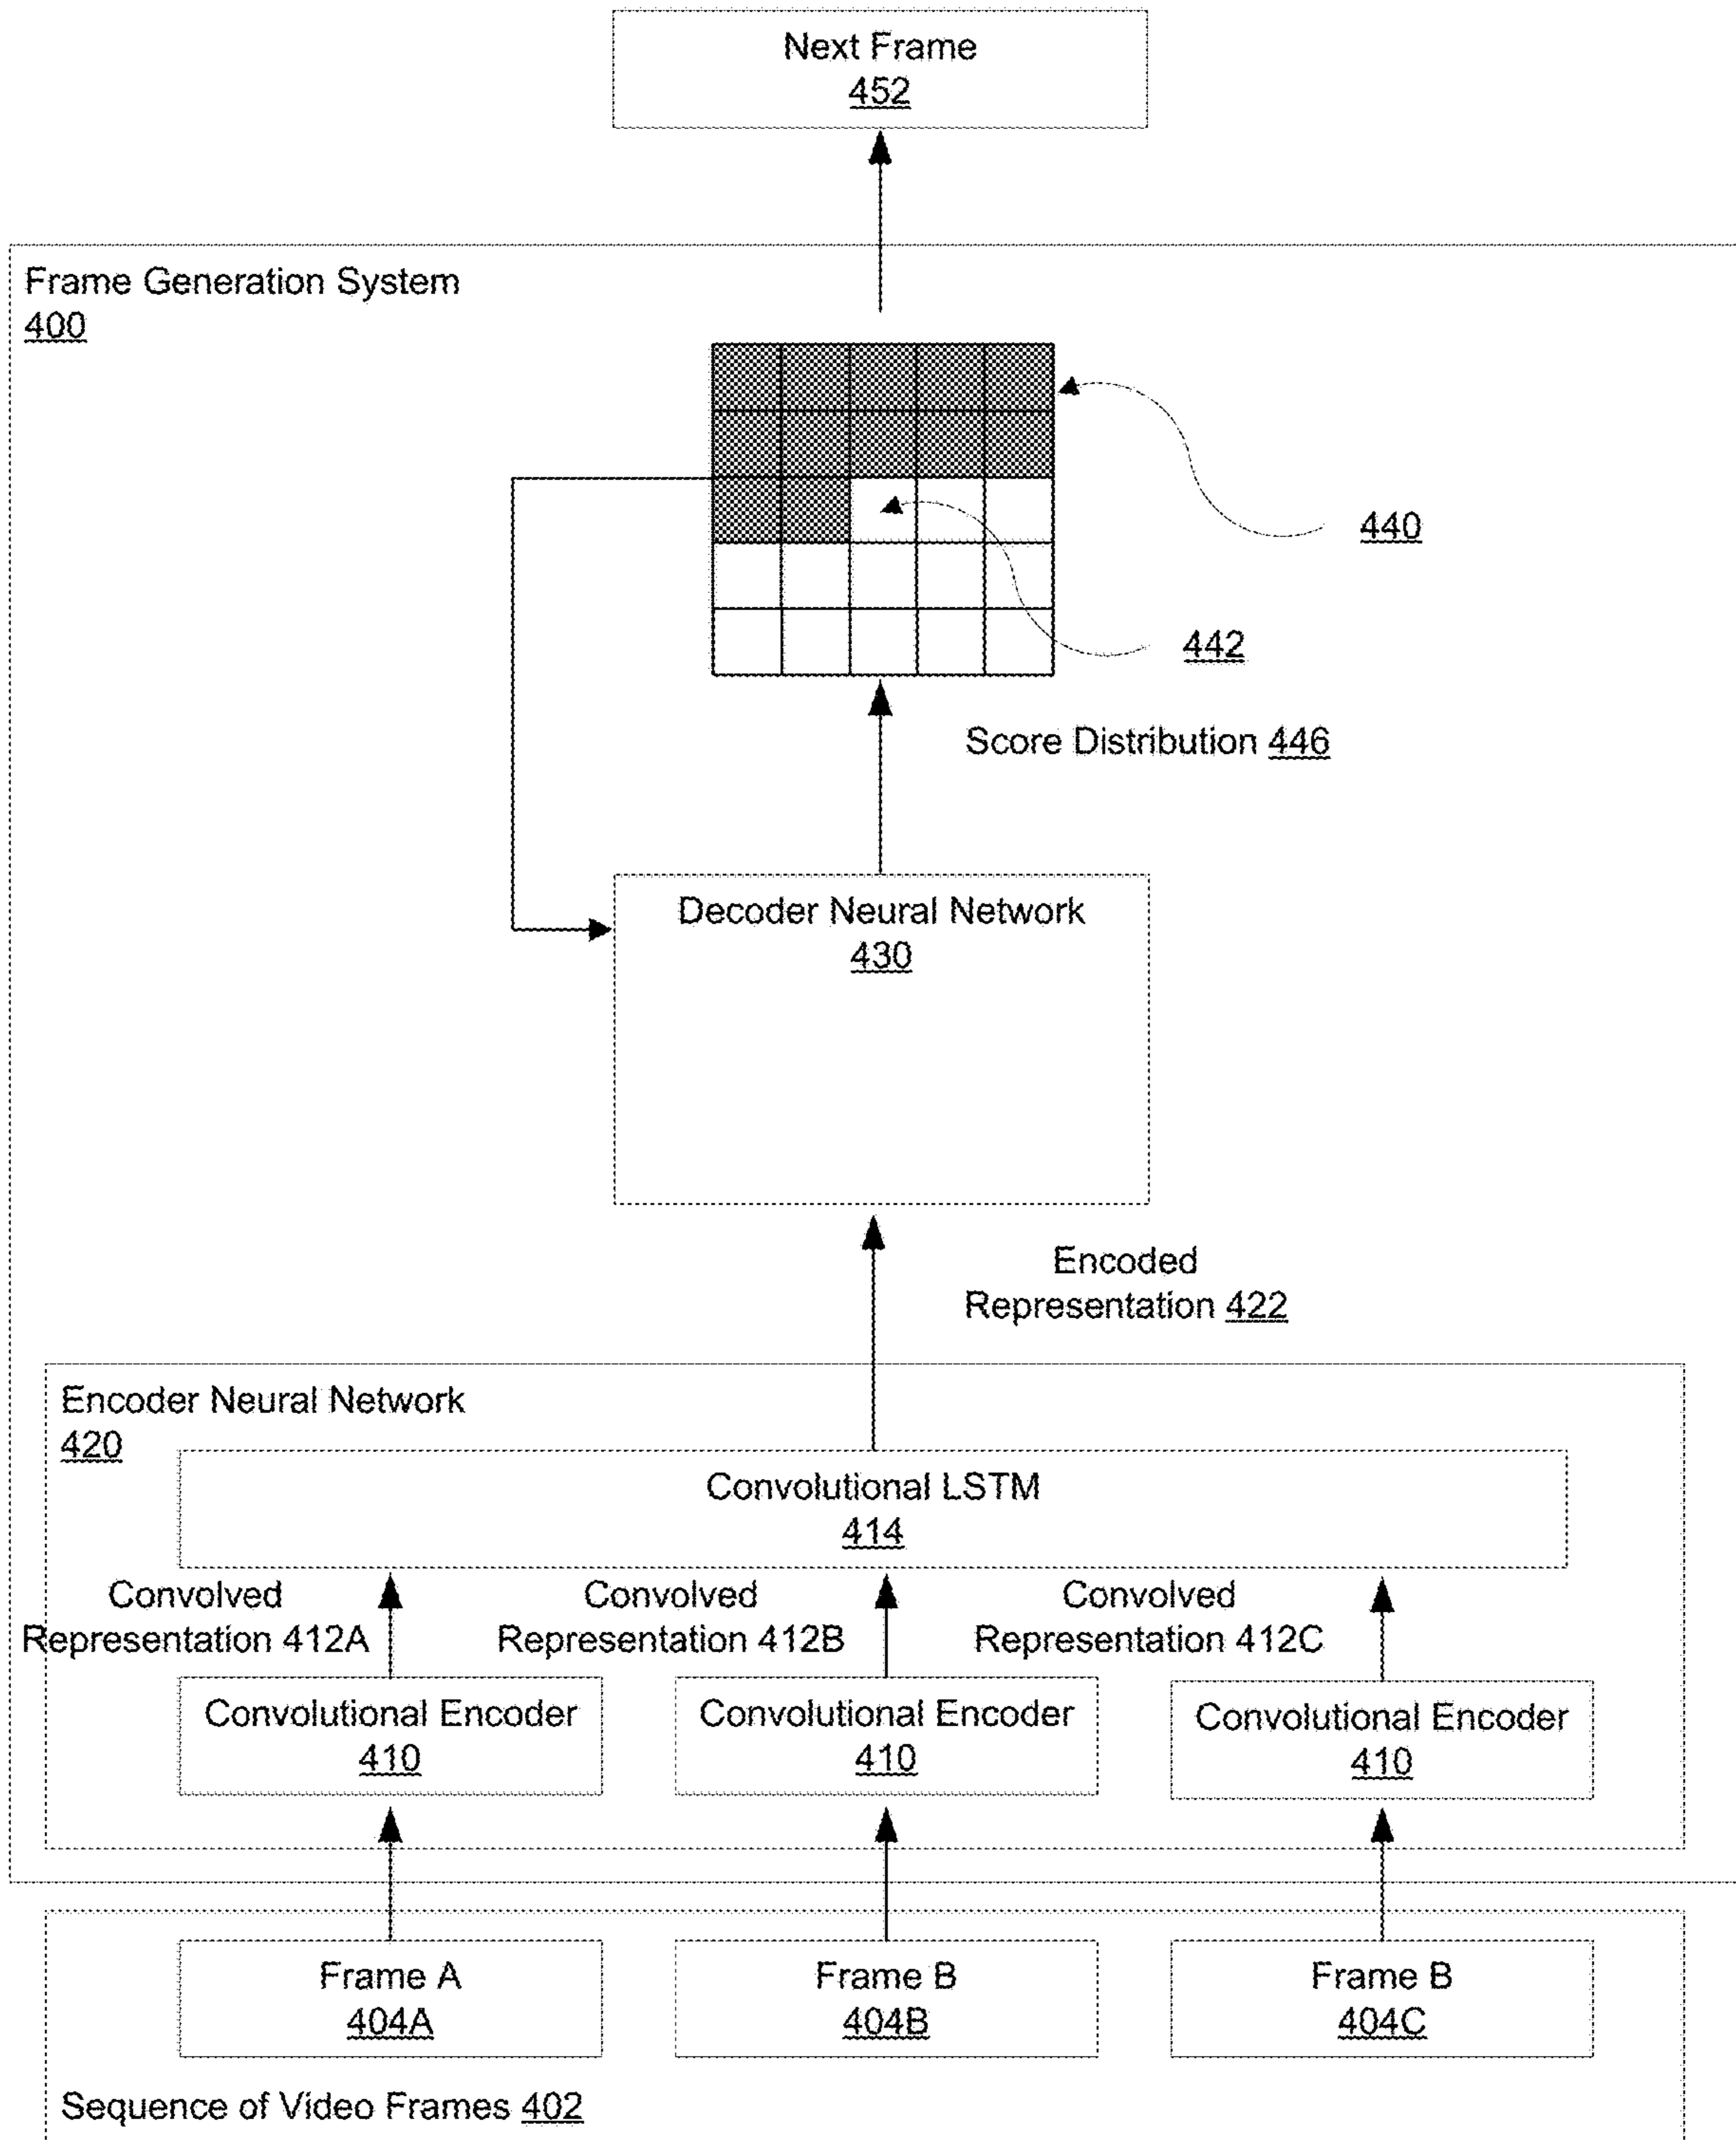 Next Frame
452
Frame Generation System
400
440
442
Score Distribution 446
Decoder Neural Network
430
Encoded
Representation 422
Encoder Neural Network
420
Convolutional LSTM
414
Convolved
Representation 412A
Convolved
Representation 412B
Convolved
Representation 412C
Convolutional Encoder
410
Convolutional Encoder
410
Convolutional Encoder
410
Frame A
404A
Frame B
404B
Frame B
404C
Sequence of Video Frames 402